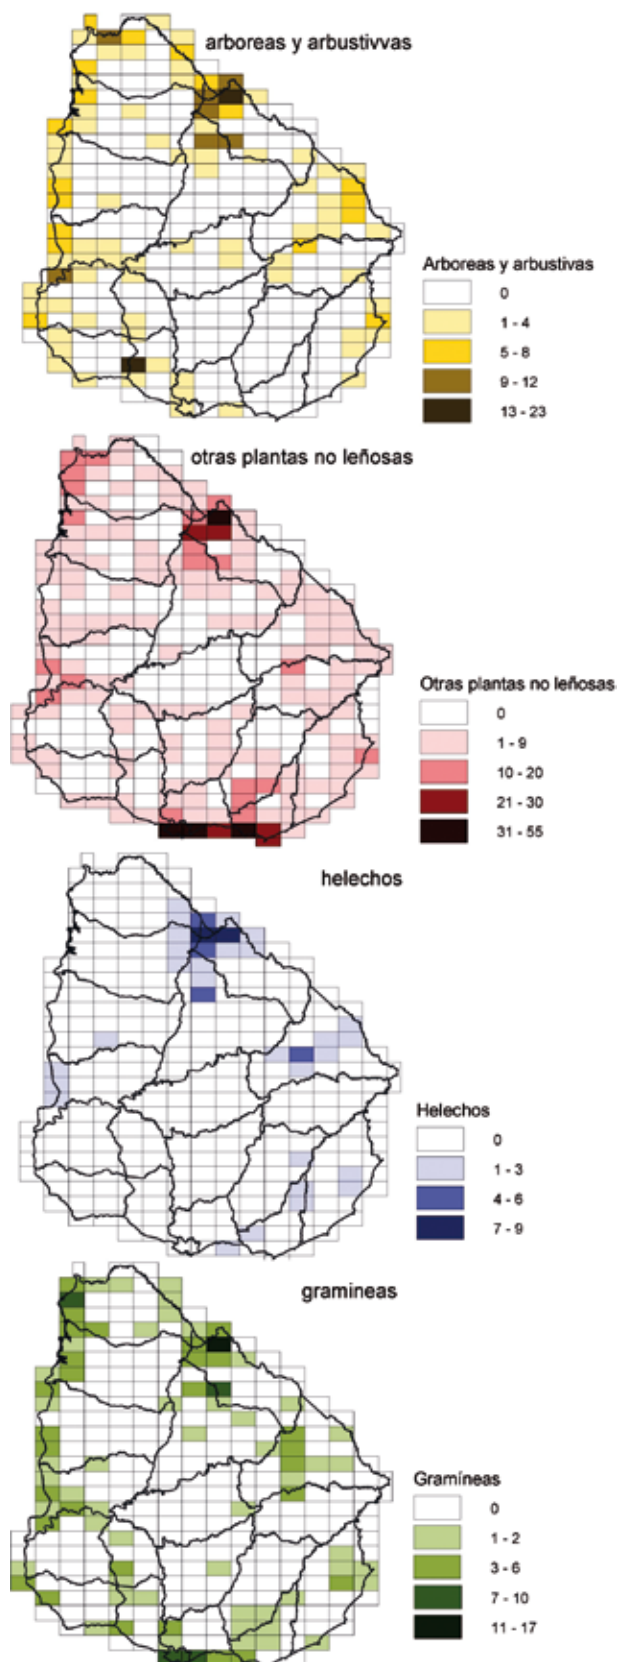 arboreas y arbustivvas
Arboreas y arbustivas
0
1 - 4
5 - 8
9 - 12
13 - 23
otras plantas no leñosas
Otras plantas no leñosas
0
1 - 9
10 - 20
21 - 30
31 - 55
helechos
Helechos
0
1 - 3
4 - 6
7 - 9
gramineas
Gramíneas
0
1 - 2
3 - 6
7 - 10
11 - 17